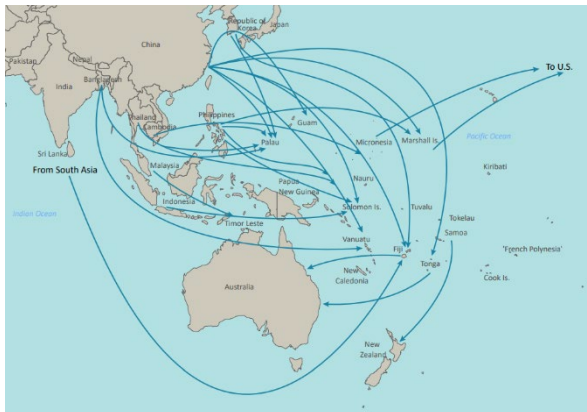 Republic of
Korea
Japan
China
Pakistan
Nepal
Bangladesh
India
To U.S.
Thailand
Cambodia
Philippines
Guam
Micronesia
Marshall Is.
Pacific Ocean
Palau
Sri Lanka
From South Asia
Malaysia
Kiribati
Nauru
Indonesia
Papua
New Guinea
Solomon Is.
Tuvalu
Tokelau
Indian Ocean
Timor Leste
Samoa
Vanuatu
Fiji
'French Polynesia'
Tonga
New
Caledonia
Cook Is.
Australia
New
Zealand